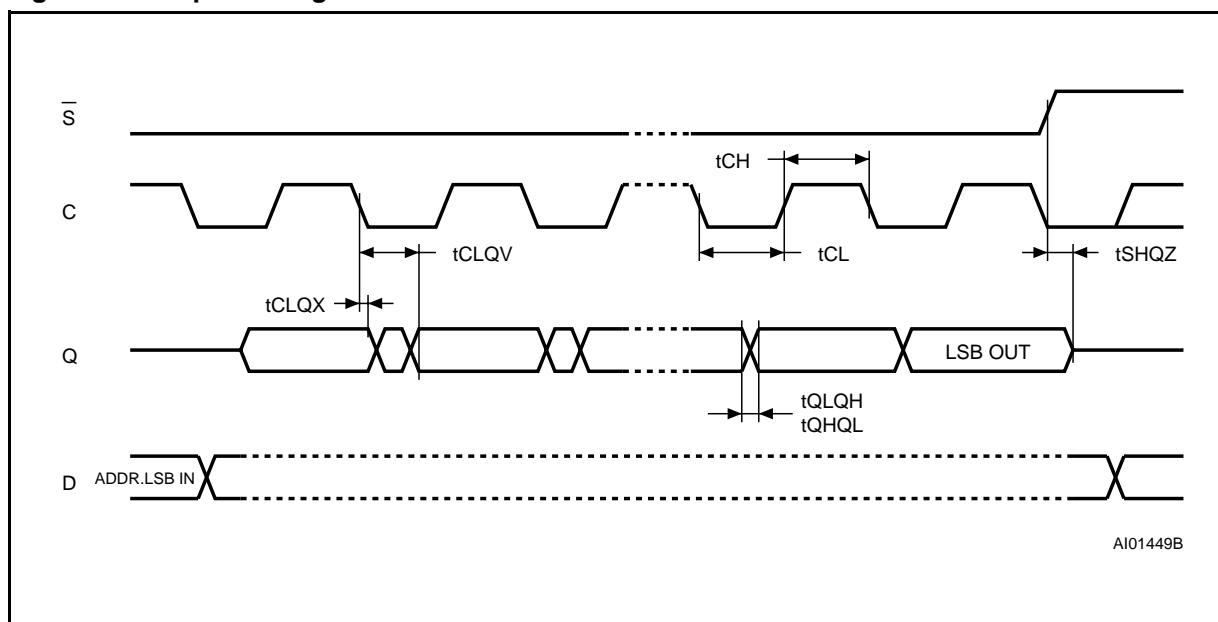 S
tCH
C
tCLQV
tCL
tSHQZ
tCLQX
Q
LSB OUT
tQLQH
tQHQL
D
ADDR.LSB IN
AI01449B